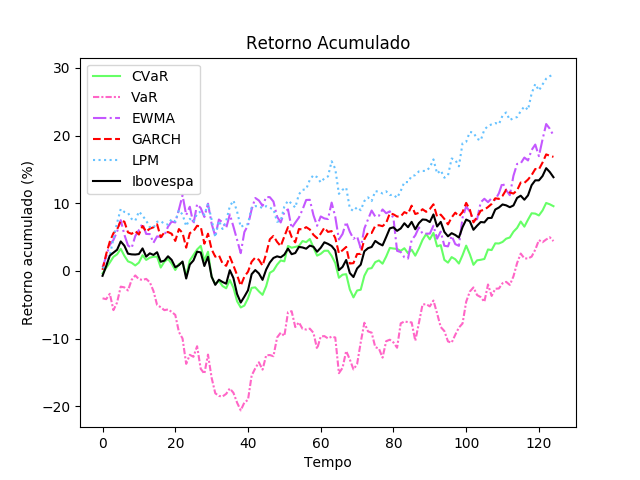 Retorno Acumulado
CVaR
VaR
EWMA
GARCH
LPM
Ibovespa
30
20
10
0
−10
−20
Retorno acumulado (%)
0 20 40 60 80 100 120
Tempo